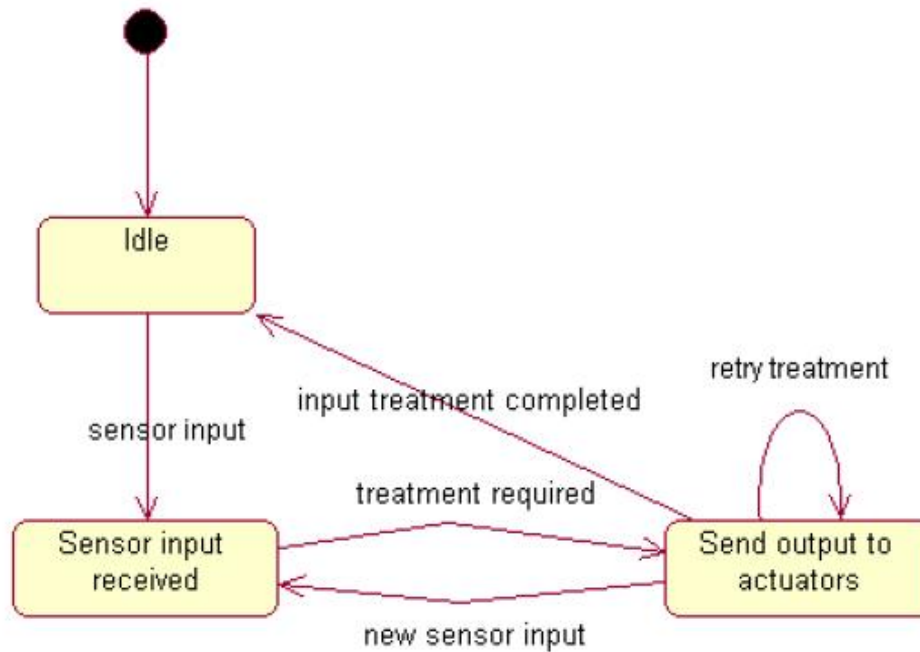 Idle
retry treatment
input treatment completed
sensor input
treatment required
Sensor input
received
Send output to
actuators
new sensor input